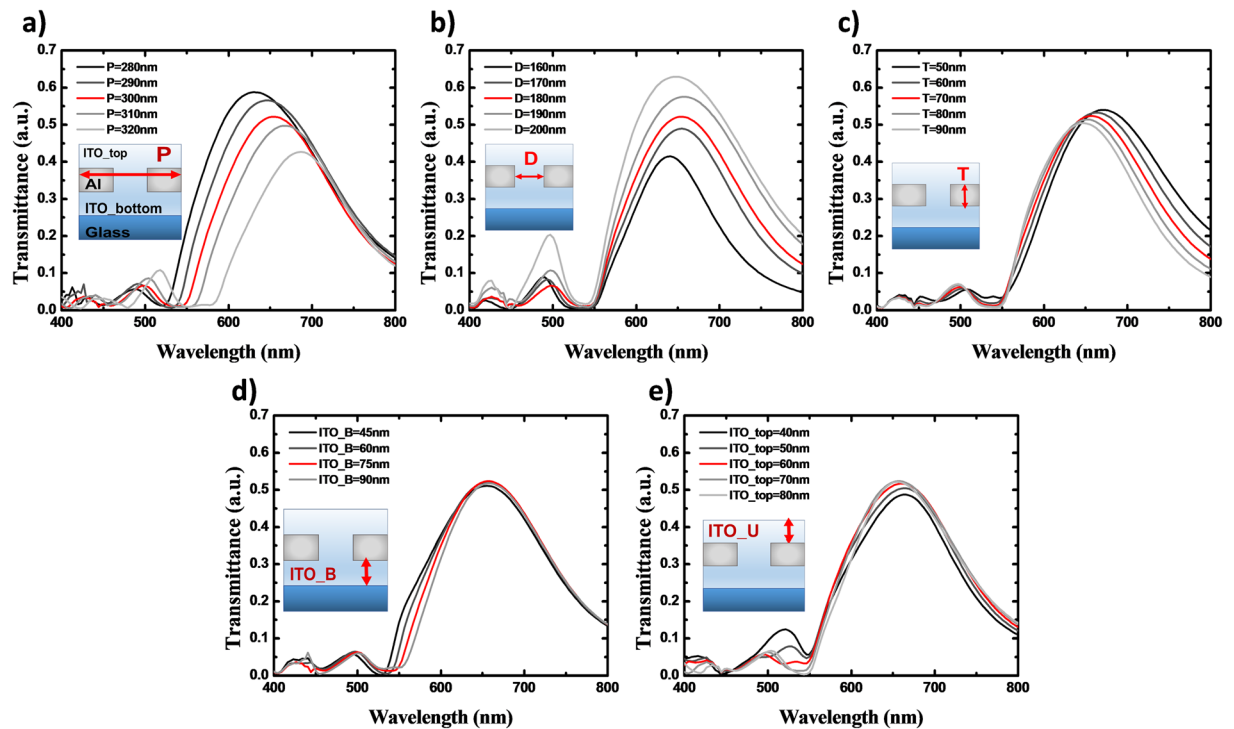 a)
0.7
0.6
0.5
0.4
0.3
0.2
0.1
0.0
400 500 600 700 800
Transmittance (a.u.)
Wavelength (nm)
P=280nm
P=290nm
P=300nm
P=310nm
P=320nm
ITO_top
P
Al
ITO_bottom
Glass
b)
0.7
0.6
0.5
0.4
0.3
0.2
0.1
0.0
400 500 600 700 800
Transmittance (a.u.)
Wavelength (nm)
D=160nm
D=170nm
D=180nm
D=190nm
D=200nm
D
c)
0.7
0.6
0.5
0.4
0.3
0.2
0.1
0.0
400 500 600 700 800
Transmittance (a.u.)
Wavelength (nm)
T=50nm
T=60nm
T=70nm
T=80nm
T=90nm
T
d)
0.7
0.6
0.5
0.4
0.3
0.2
0.1
0.0
400 500 600 700 800
Transmittance (a.u.)
Wavelength (nm)
ITO_B=45nm
ITO_B=60nm
ITO_B=75nm
ITO_B=90nm
ITO_B
e)
0.7
0.6
0.5
0.4
0.3
0.2
0.1
0.0
400 500 600 700 800
Transmittance (a.u.)
Wavelength (nm)
ITO_top=40nm
ITO_top=50nm
ITO_top=60nm
ITO_top=70nm
ITO_top=80nm
ITO_U